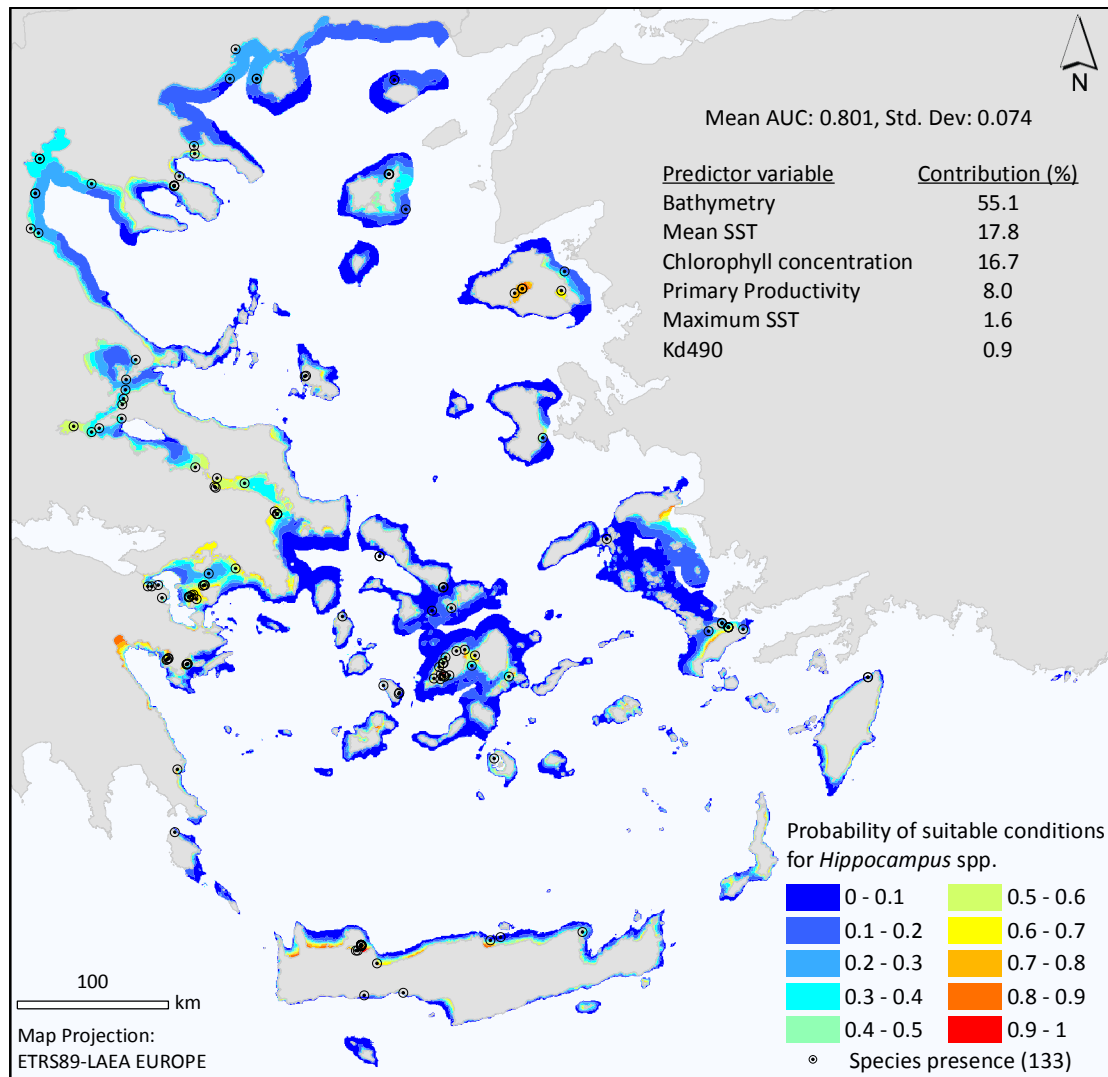 N
Mean AUC: 0.801, Std. Dev: 0.074
Predictor variable Contribution (%)
Bathymetry 55.1
Mean SST 17.8
Chlorophyll concentration 16.7
Primary Productivity 8.0
Maximum SST 1.6
Kd490 0.9
Probability of suitable conditions
for Hippocampus spp.
0 - 0.1 0.5 - 0.6
0.1 - 0.2 0.6 - 0.7
0.2 - 0.3 0.7 - 0.8
0.3 - 0.4 0.8 - 0.9
0.4 - 0.5 0.9 - 1
Species presence (133)
100
km
Map Projection:
ETRS89-LAEA EUROPE